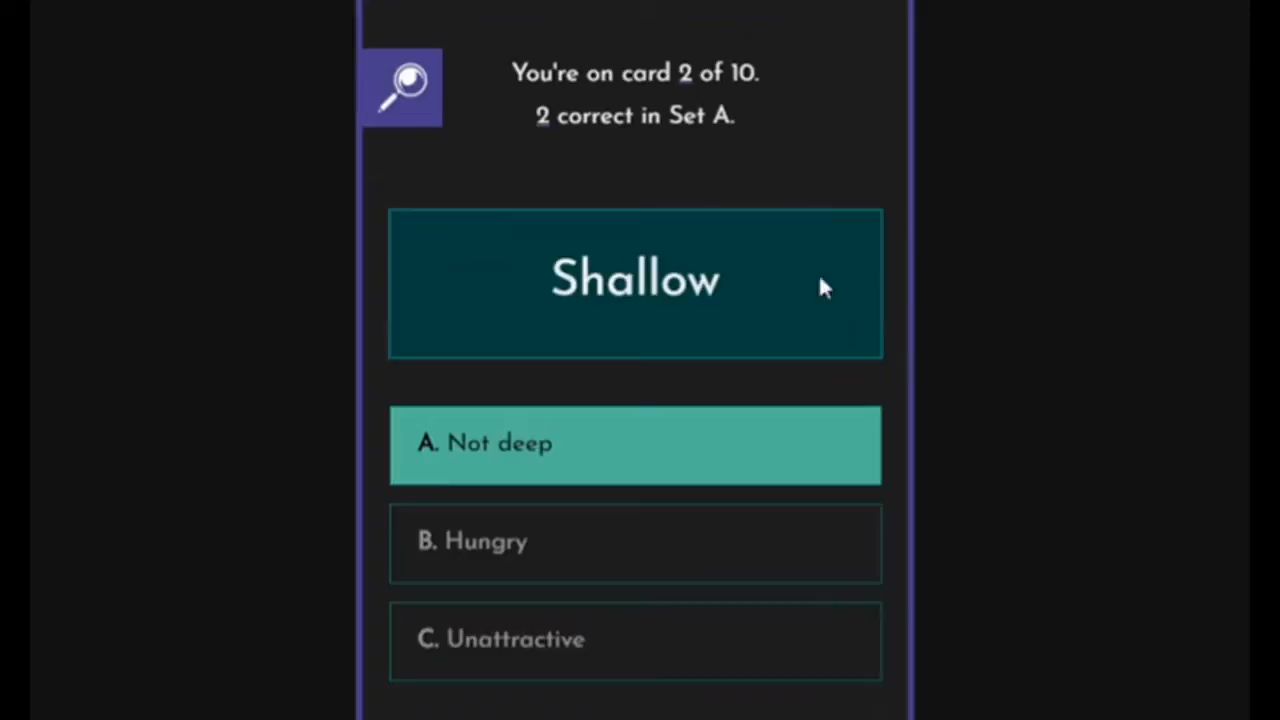 You're on card 2 of 10.
2 correct in Set A.
Shallow
A. Not deep
B. Hungry
C. Unattractive